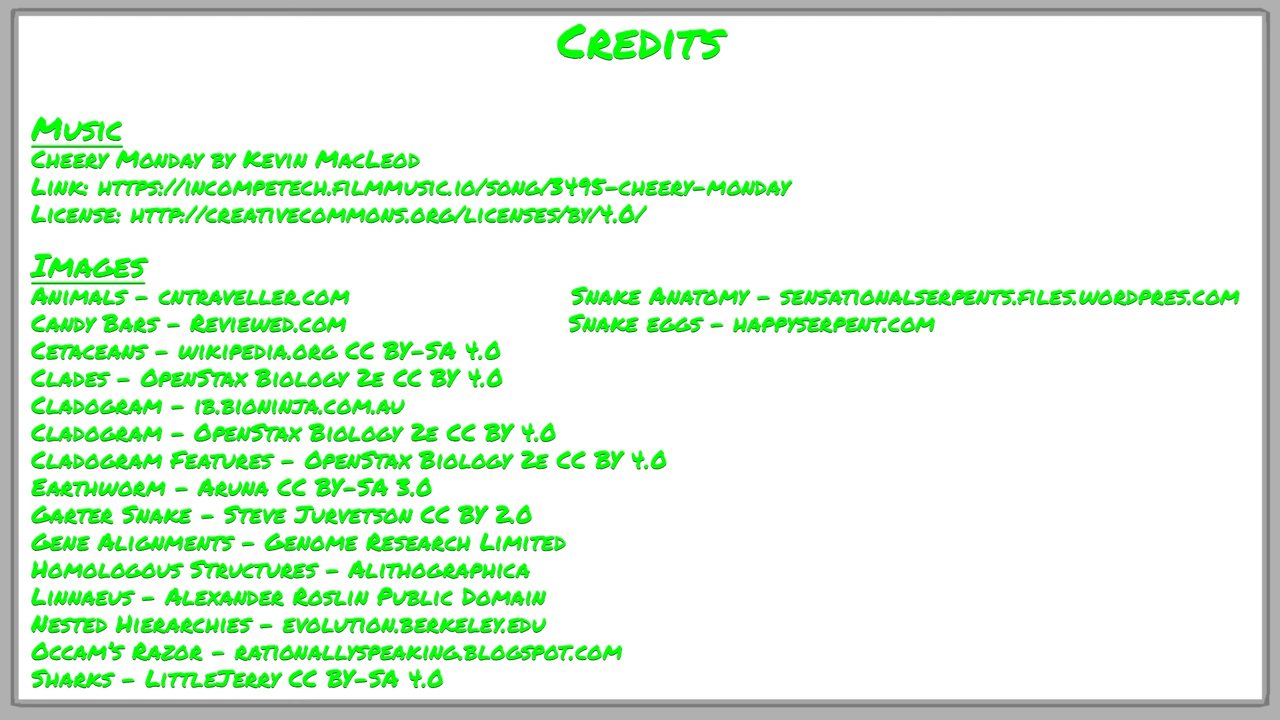 Credits
Music
Cheery Monday by Kevin MacLeod
Link: https://incompetech.filmmusic.io/song/3495-cheery-monday
License: http://creativecommons.org/licenses/by/4.0/
Images
Animals - cntraveller.com
Candy Bars - Reviewed.com
Cetaceans - wikipedia.org CC BY-SA 4.0
Clades - OpenStax Biology 2e CC BY 4.0
Cladogram - ib.bioninja.com.au
Cladogram - OpenStax Biology 2e CC BY 4.0
Cladogram Features - OpenStax Biology 2e CC BY 4.0
Earthworm - Aruna CC BY-SA 3.0
Garter Snake - Steve Jurvetson CC BY 2.0
Gene Alignments - Genome Research Limited
Homologous Structures - Alithographica
Linnaeus - Alexander Roslin Public Domain
Nested Hierarchies - evolution.berkeley.edu
Occam's Razor - rationallyspeaking.blogspot.com
Sharks - LittleJerry CC BY-SA 4.0
Snake Anatomy - sensationalserpents.files.wordpres.com
Snake eggs - happyserpent.com